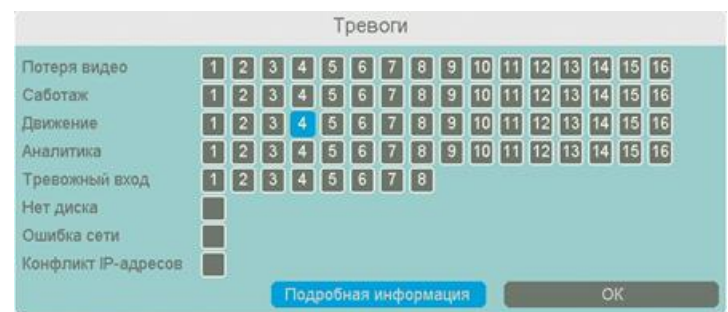 Тревоги
Потеря видео 1 2 3 4 5 6 7 8 9 10 11 12 13 14 15 16
Саботаж 1 2 3 4 5 6 7 8 9 10 11 12 13 14 15 16
Движение 1 2 3 4 5 6 7 8 9 10 11 12 13 14 15 16
Аналитика 1 2 3 4 5 6 7 8 9 10 11 12 13 14 15 16
Тревожный вход 1 2 3 4 5 6 7 8
Нет диска
Ошибка сети
Конфликт IP-адресов
Подробная информация ОК